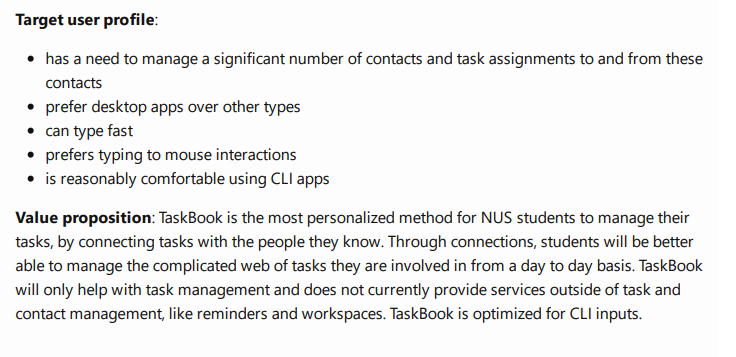 Target user profile:
has a need to manage a significant number of contacts and task assignments to and from these
contacts
prefer desktop apps over other types
can type fast
prefers typing to mouse interactions
is reasonably comfortable using CLI apps
Value proposition: TaskBook is the most personalized method for NUS students to manage their
tasks, by connecting tasks with the people they know. Through connections, students will be better
able to manage the complicated web of tasks they are involved in from a day to day basis. TaskBook
will only help with task management and does not currently provide services outside of task and
contact management, like reminders and workspaces. TaskBook is optimized for CLI inputs.